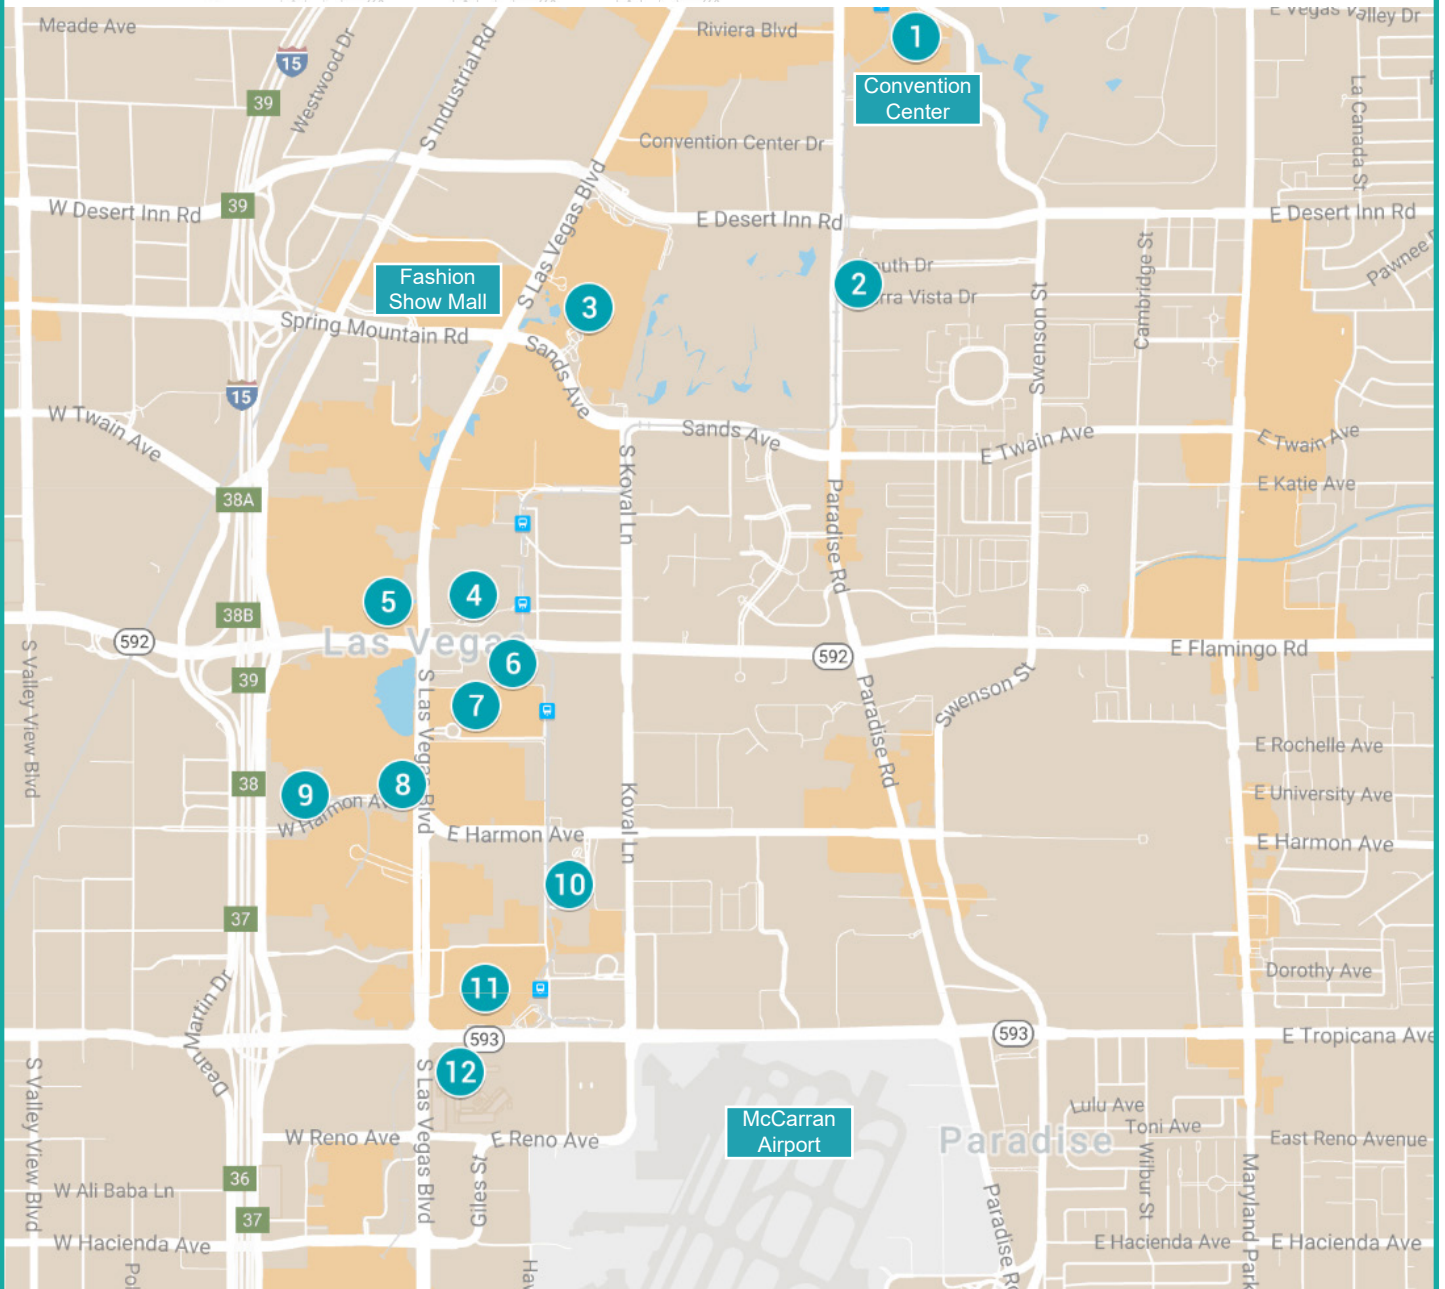 Meade Ave
15
Westwood Dr
S Industrial Rd
Riviera Blvd
1
E Vegas Valley Dr
39
Convention
Center
La Canada St
Convention Center Dr
W Desert Inn Rd
39
S Las Vegas Blvd
E Desert Inn Rd
E Desert Inn Rd
Fashion
Show Mall
3
2
outh Dr
rra Vista Dr
Cambridge St
Pawnee
Spring Mountain Rd
Sands Ave
Swenson St
15
W Twain Ave
Sands Ave
E Twain Ave
E Twain Ave
38A
S Koval Ln
Paradise Rd
E Katie Ave
5
4
38B
592
Las Vegas
6
592
E Flamingo Rd
S Valley View Blvd
39
7
S Las Vegas Blvd
Paradise Rd
Swenson St
E Rochelle Ave
38
9
8
W Harmon Av
Koval Ln
E University Ave
E Harmon Ave
E Harmon Ave
10
37
Dean Martin Dr
11
Dorothy Ave
593
593
E Tropicana Ave
12
S Valley View Blvd
S Las Vegas Blvd
McCarran
Airport
Lulu Ave
Toni Ave
W Reno Ave
E Reno Ave
Paradise
East Reno Avenue
36
W Ali Baba Ln
Giles St
Wilbur St
Maryland Park
37
Paradise Rd
W Hacienda Ave
E Hacienda Ave
E Hacienda Ave
Pol
Hav